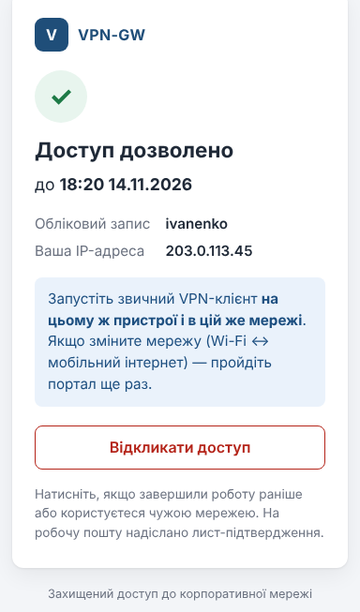 V VPN-GW
Доступ дозволено
до 18:20 14.11.2026
Обліковий запис ivanenko
Ваша IP-адреса 203.0.113.45
Запустіть звичний VPN-клієнт на
цьому ж пристрої і в цій же мережі.
Якщо зміните мережу (Wi-Fi ↔
мобільний інтернет) — пройдіть
портал ще раз.
Відкликати доступ
Натисніть, якщо завершили роботу раніше
або користуєтеся чужою мережею. На
робочу пошту надіслано лист-підтвердження.
Захищений доступ до корпоративної мережі